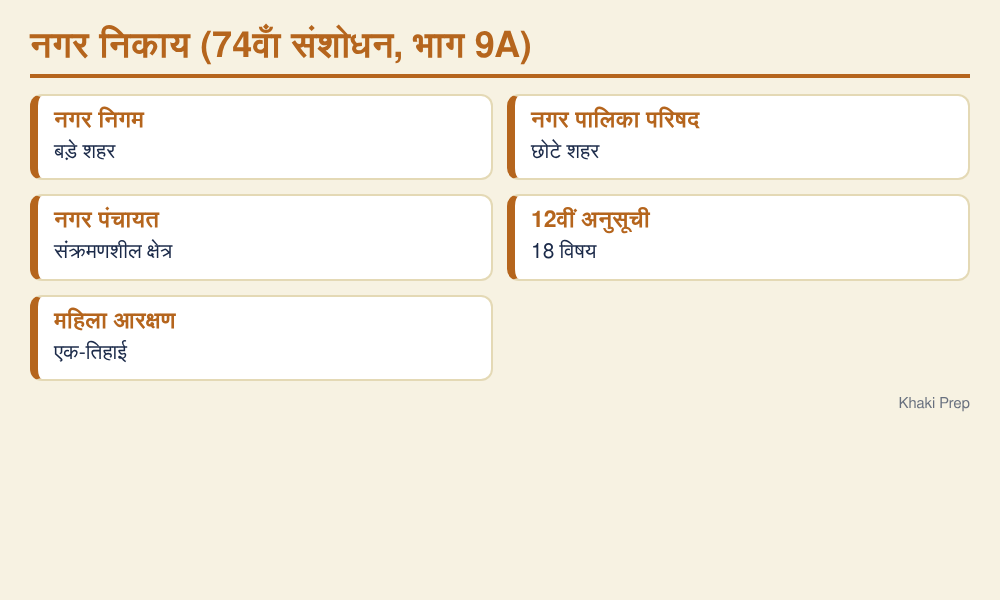 नगर निकाय (74वाँ संशोधन, भाग 9A)
नगर निगम
बड़े शहर
नगर पालिका परिषद
छोटे शहर
नगर पंचायत
संक्रमणशील क्षेत्र
12वीं अनुसूची
18 विषय
महिला आरक्षण
एक-तिहाई
Khaki Prep